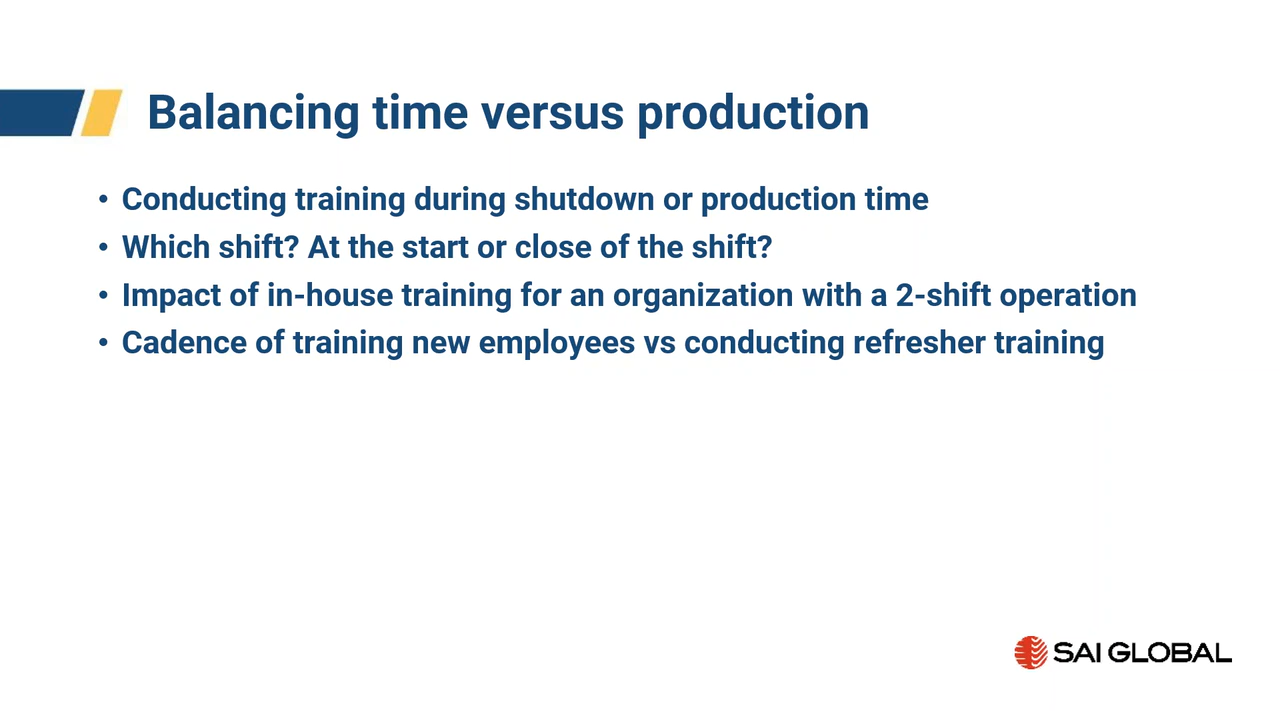 Balancing time versus production
• Conducting training during shutdown or production time
• Which shift? At the start or close of the shift?
• Impact of in-house training for an organization with a 2-shift operation
• Cadence of training new employees vs conducting refresher training
SAI GLOBAL